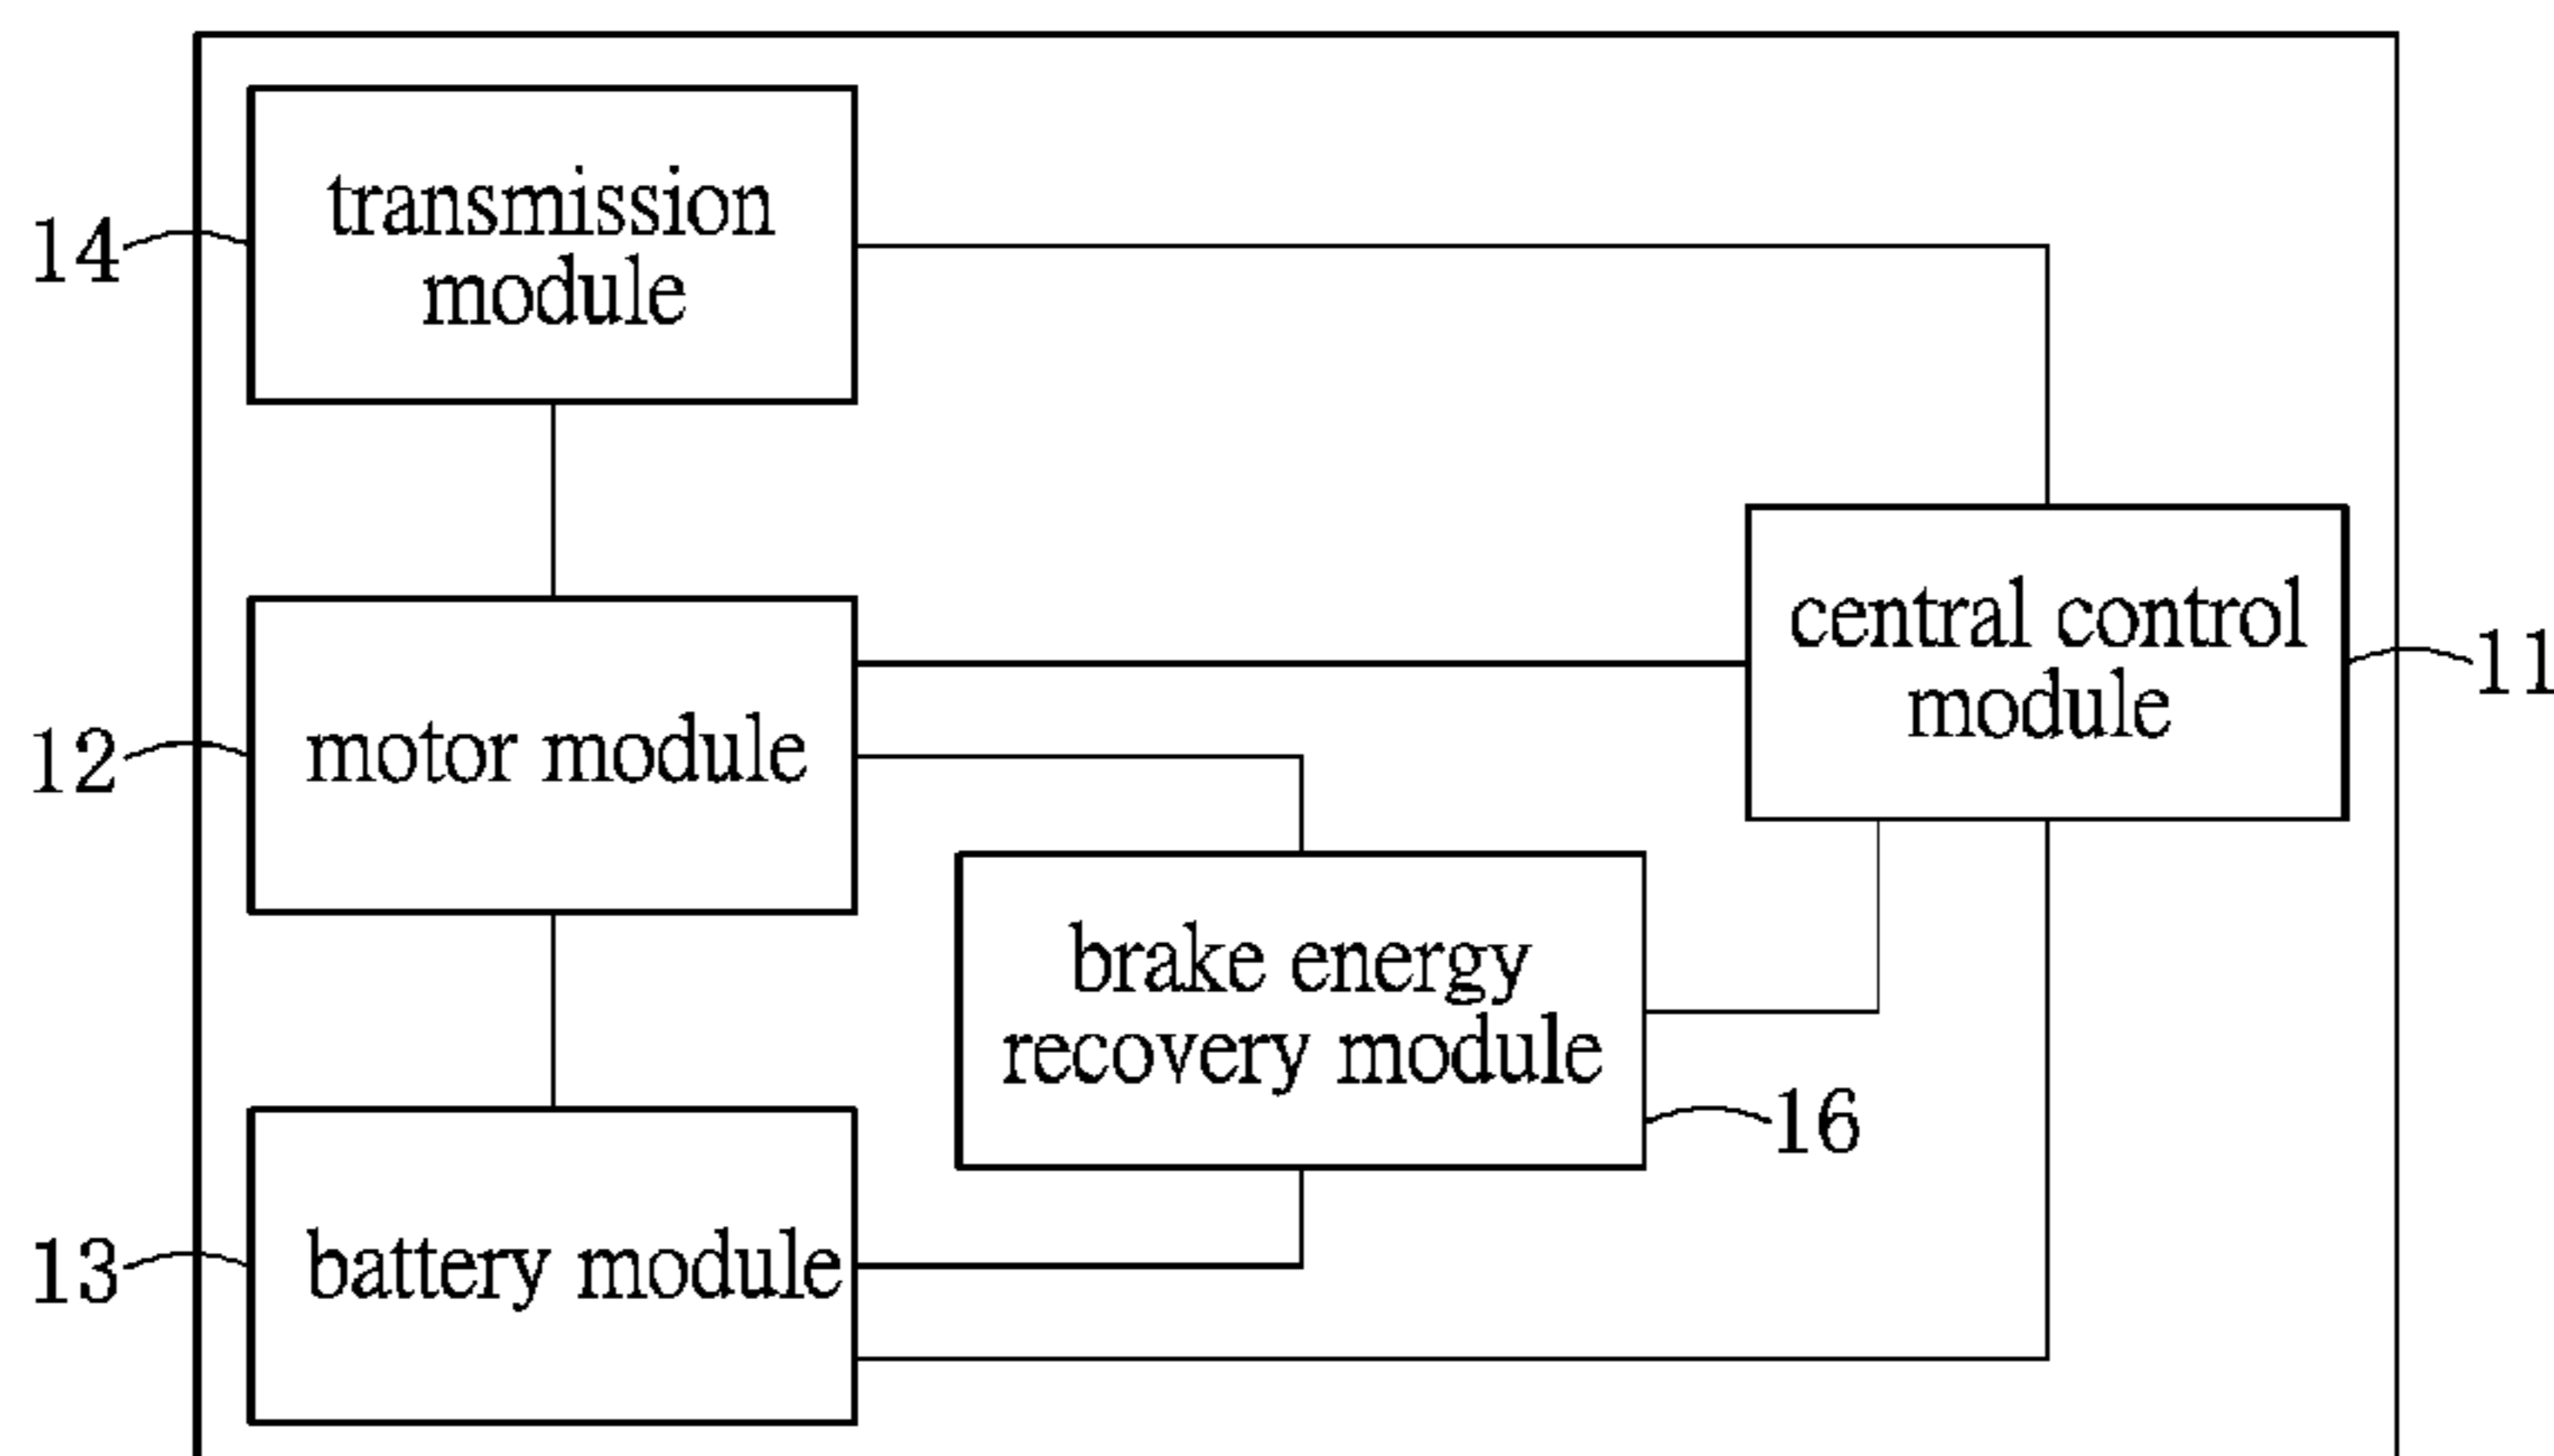 14
transmission
module
12
motor module
central control
module
11
brake energy
recovery module
16
13
battery module